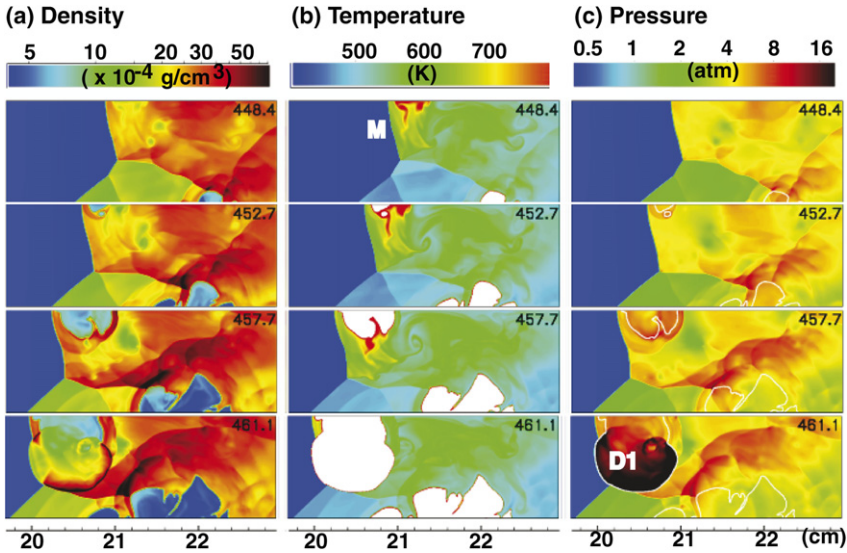 (a) Density (b) Temperature (c) Pressure
5 10 20 30 50 500 600 700 0.5 1 2 4 8 16
( x 10⁻⁴ g/cm³) (K) (atm)
448.4 448.4 448.4
M
452.7 452.7 452.7
457.7 457.7 457.7
461.1 461.1 461.1
D1
20 21 22 20 21 22 20 21 22 (cm)